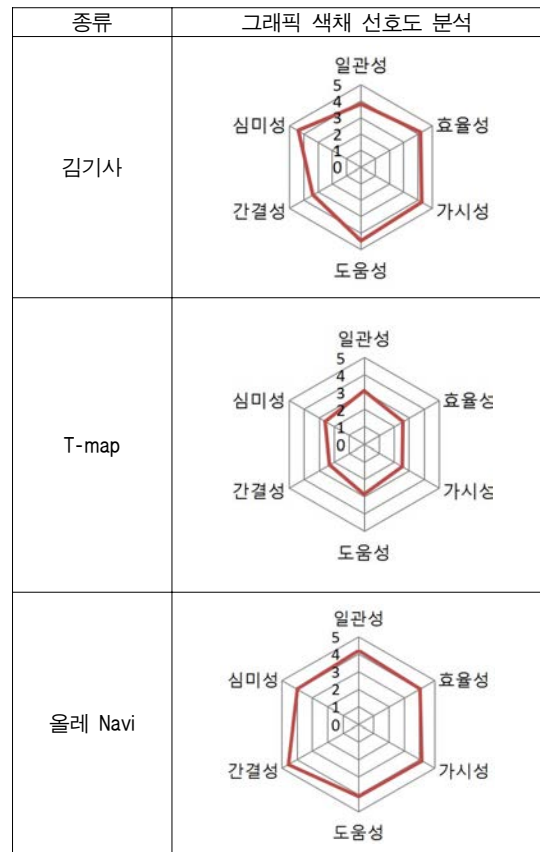 종류 그래픽 색채 선호도 분석
김기사
일관성
5
4
3
2
1
0
심미성 효율성
간결성 가시성
도움성
T-map
일관성
5
4
3
2
1
0
심미성 효율성
간결성 가시성
도움성
올레 Navi
일관성
5
4
3
2
1
0
심미성 효율성
간결성 가시성
도움성